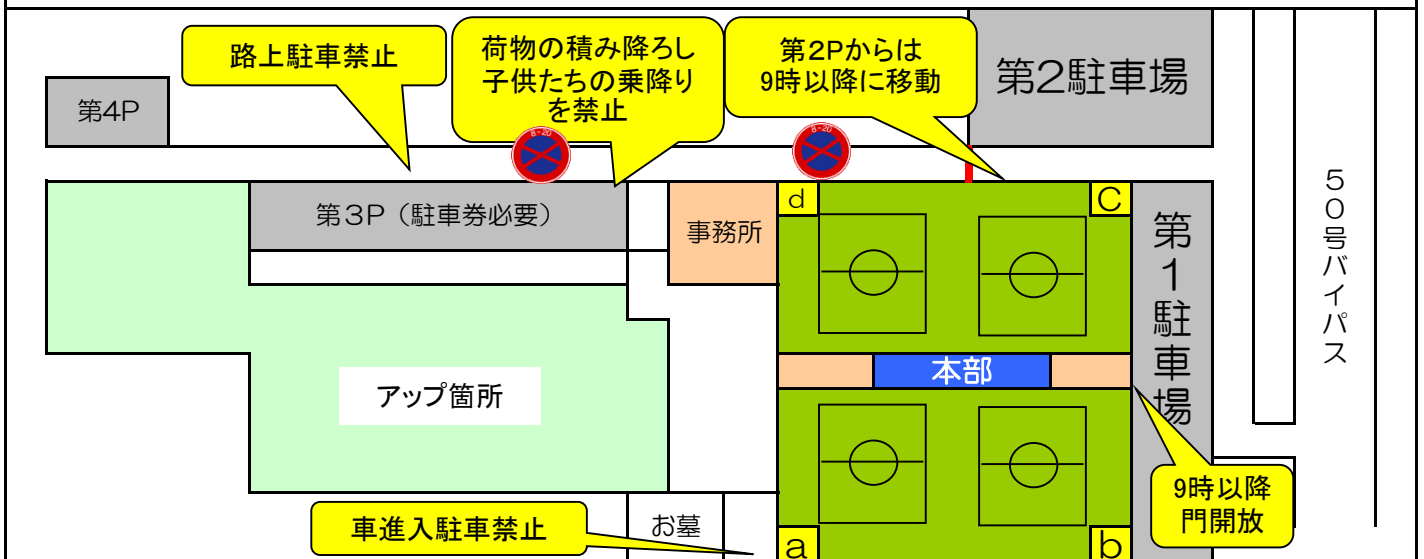 路上駐車禁止
荷物の積み降ろし
子供たちの乗降り
を禁止
第2Pからは
9時以降に移動
第2駐車場
第4P
8-20
8-20
第3P（駐車券必要）
事務所
d
C
第1駐車場
50号バイパス
本部
アップ箇所
9時以降
門開放
車進入駐車禁止
お墓
a
b